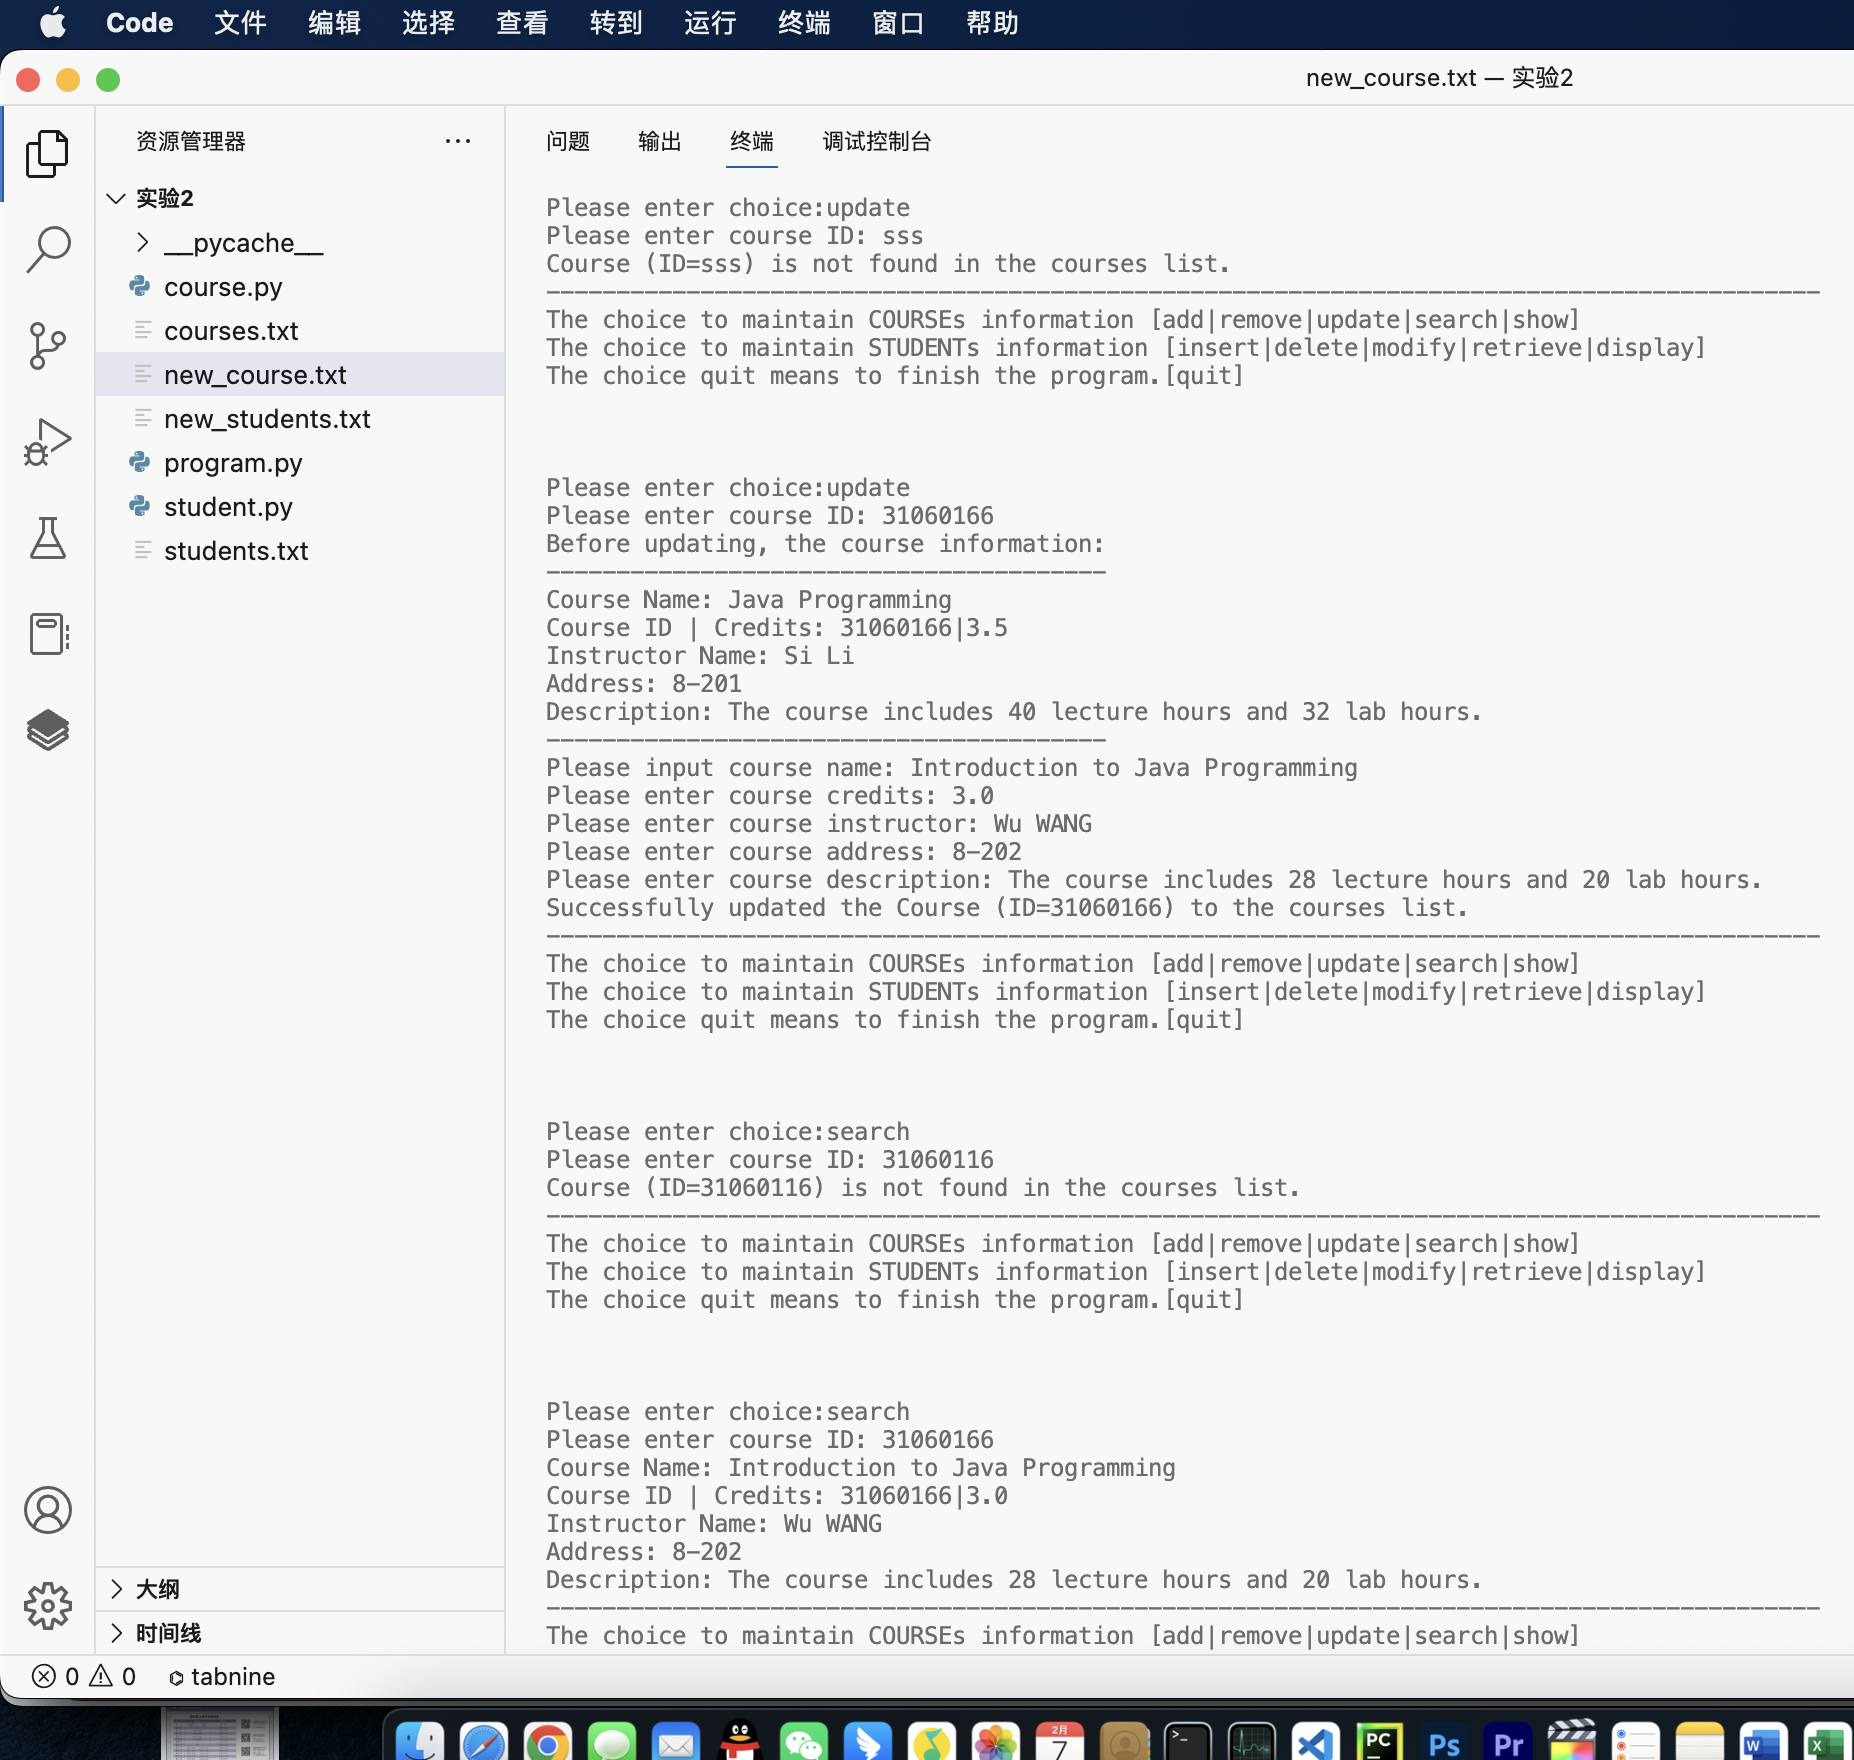 Code 文件 编辑 选择 查看 转到 运行 终端 窗口 帮助
new_course.txt — 实验2
资源管理器 ...
实验2
__pycache__
course.py
courses.txt
new_course.txt
new_students.txt
program.py
student.py
students.txt
大纲
时间线
问题 输出 终端 调试控制台
Please enter choice:update
Please enter course ID: sss
Course (ID=sss) is not found in the courses list.
-------------------------------------------------------------------------------------------
The choice to maintain COURSEs information [add|remove|update|search|show]
The choice to maintain STUDENTs information [insert|delete|modify|retrieve|display]
The choice quit means to finish the program.[quit]
Please enter choice:update
Please enter course ID: 31060166
Before updating, the course information:
----------------------------------------
Course Name: Java Programming
Course ID | Credits: 31060166|3.5
Instructor Name: Si Li
Address: 8-201
Description: The course includes 40 lecture hours and 32 lab hours.
----------------------------------------
Please input course name: Introduction to Java Programming
Please enter course credits: 3.0
Please enter course instructor: Wu WANG
Please enter course address: 8-202
Please enter course description: The course includes 28 lecture hours and 20 lab hours.
Successfully updated the Course (ID=31060166) to the courses list.
-------------------------------------------------------------------------------------------
The choice to maintain COURSEs information [add|remove|update|search|show]
The choice to maintain STUDENTs information [insert|delete|modify|retrieve|display]
The choice quit means to finish the program.[quit]
Please enter choice:search
Please enter course ID: 31060116
Course (ID=31060116) is not found in the courses list.
-------------------------------------------------------------------------------------------
The choice to maintain COURSEs information [add|remove|update|search|show]
The choice to maintain STUDENTs information [insert|delete|modify|retrieve|display]
The choice quit means to finish the program.[quit]
Please enter choice:search
Please enter course ID: 31060166
Course Name: Introduction to Java Programming
Course ID | Credits: 31060166|3.0
Instructor Name: Wu WANG
Address: 8-202
Description: The course includes 28 lecture hours and 20 lab hours.
-------------------------------------------------------------------------------------------
The choice to maintain COURSEs information [add|remove|update|search|show]
0 0 tabnine
2月
7
>_
PC
Ps
Pr
W
X